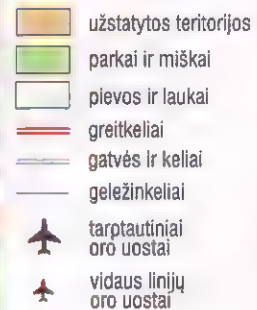 užstatytos teritorijos
parkai ir miškai
pievos ir laukai
greitkeliai
gatvės ir keliai
geležinkeliai
tarptautiniai
oro uostai
vidaus linijų
oro uostai